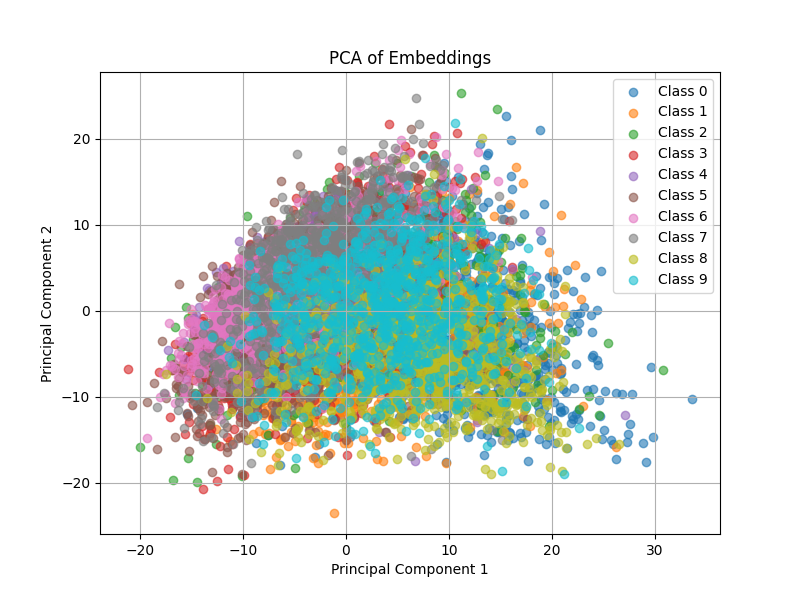 PCA of Embeddings
Class 0
Class 1
Class 2
Class 3
Class 4
Class 5
Class 6
Class 7
Class 8
Class 9
Principal Component 2
20
10
0
−10
−20
−20
−10
0
10
20
30
Principal Component 1